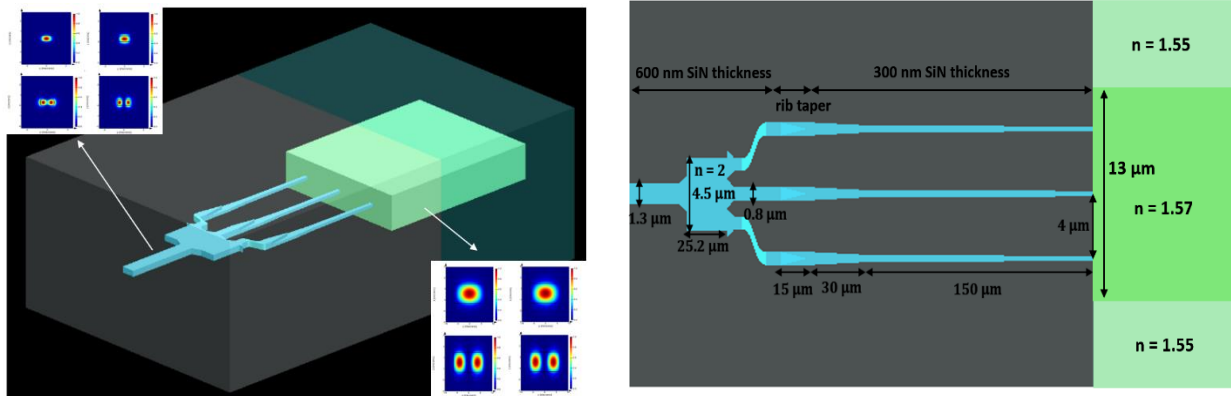 n = 1.55
600 nm SiN thickness
300 nm SiN thickness
rib taper
n = 2
4.5 μm
1.3 μm
0.8 μm
25.2 μm
13 μm
n = 1.57
4 μm
15 μm
30 μm
150 μm
n = 1.55